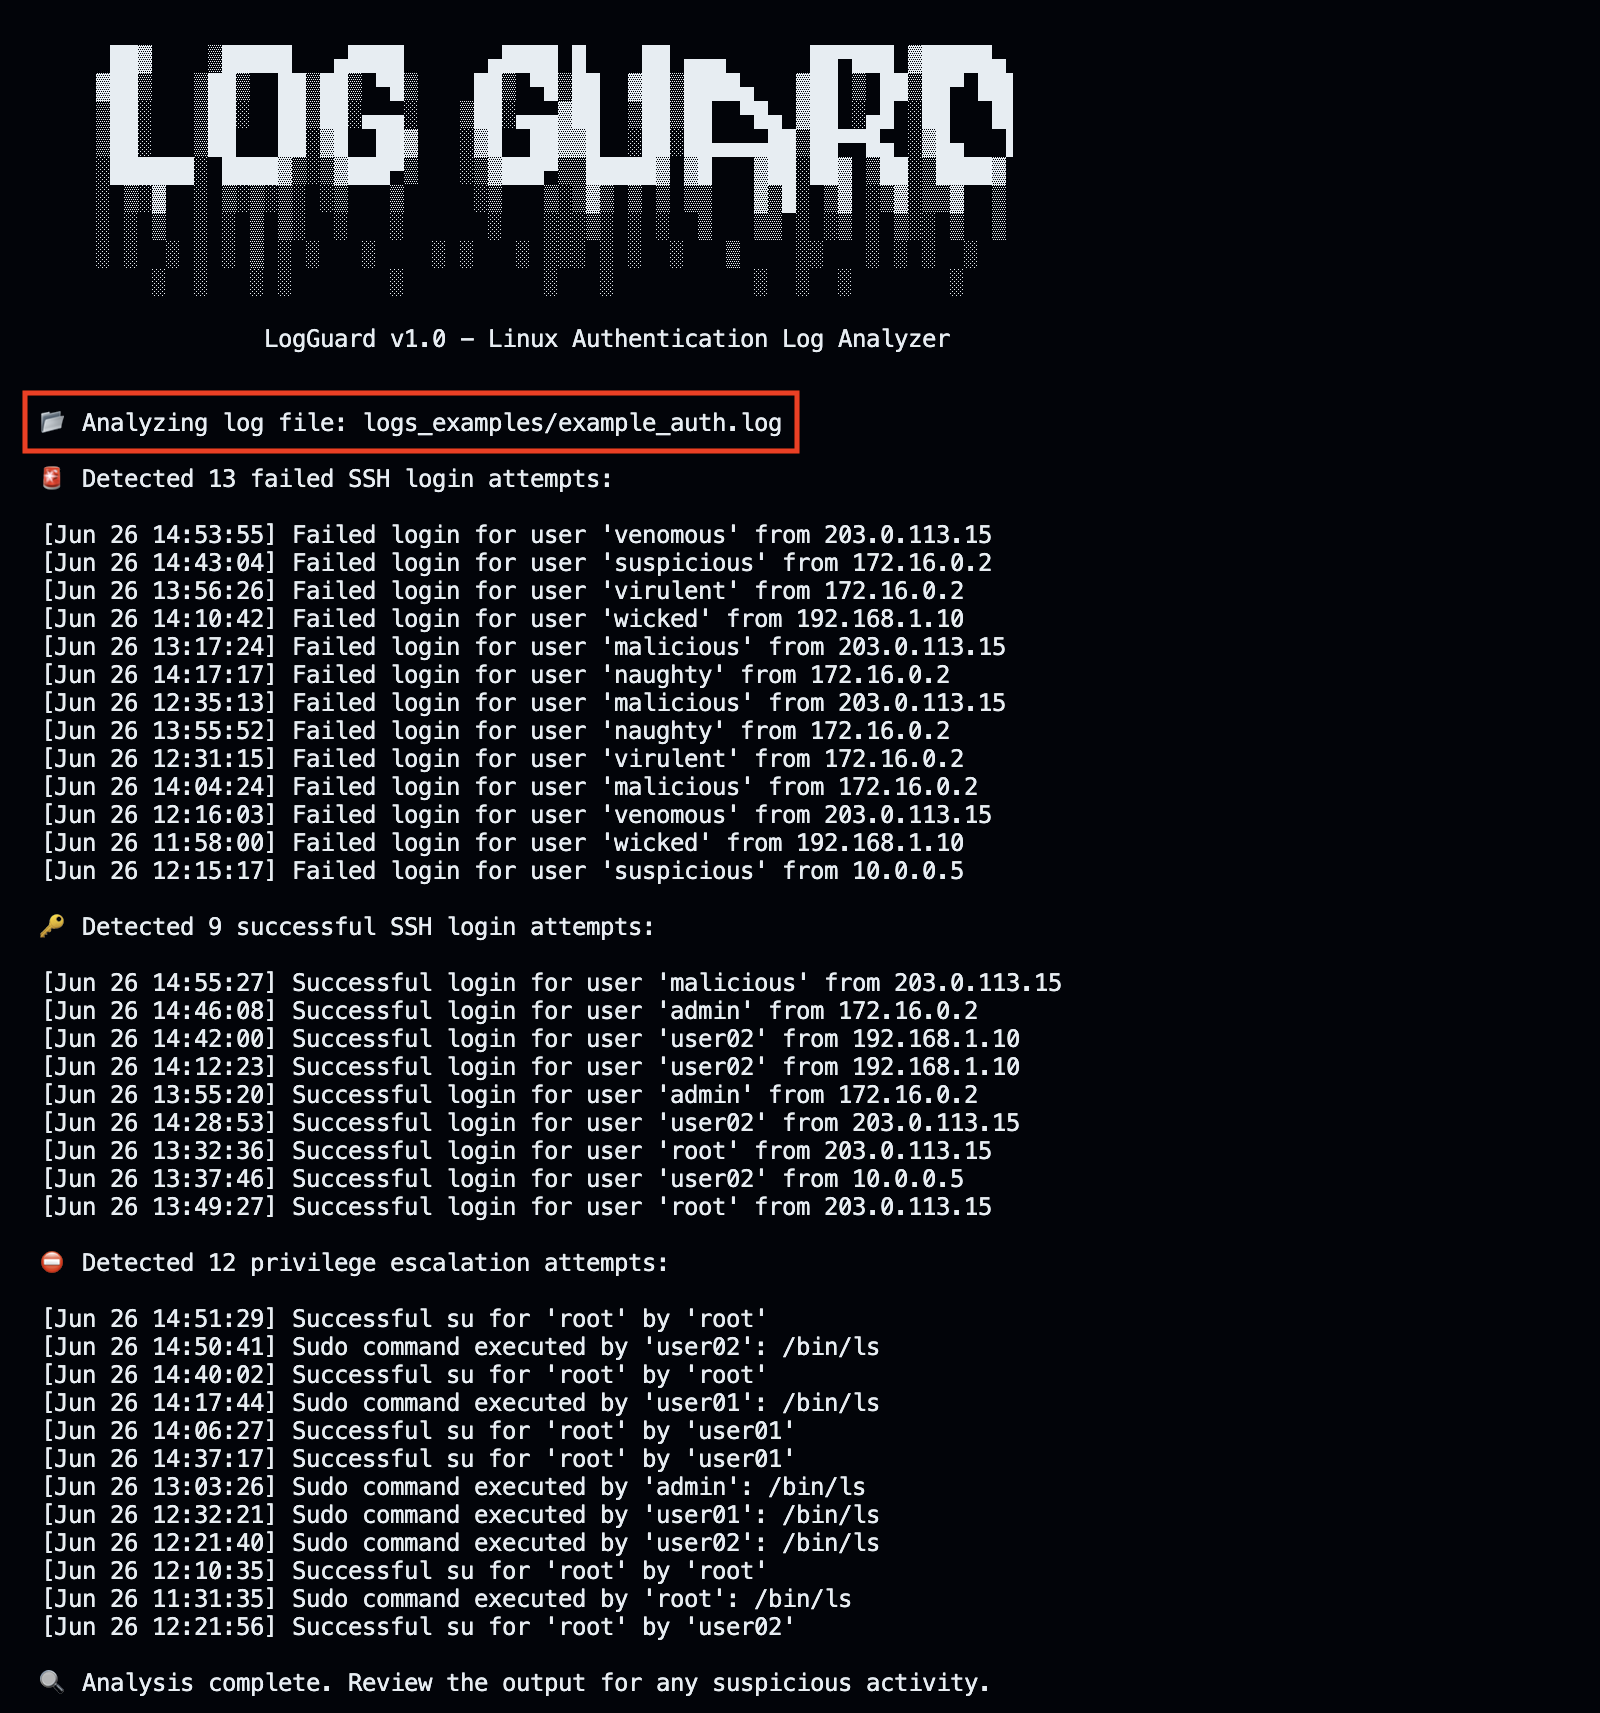 LOG GUARD
LogGuard v1.0 – Linux Authentication Log Analyzer
Analyzing log file: logs_examples/example_auth.log
Detected 13 failed SSH login attempts:
[Jun 26 14:53:55] Failed login for user 'venomous' from 203.0.113.15
[Jun 26 14:43:04] Failed login for user 'suspicious' from 172.16.0.2
[Jun 26 13:56:26] Failed login for user 'virulent' from 172.16.0.2
[Jun 26 14:10:42] Failed login for user 'wicked' from 192.168.1.10
[Jun 26 13:17:24] Failed login for user 'malicious' from 203.0.113.15
[Jun 26 14:17:17] Failed login for user 'naughty' from 172.16.0.2
[Jun 26 12:35:13] Failed login for user 'malicious' from 203.0.113.15
[Jun 26 13:55:52] Failed login for user 'naughty' from 172.16.0.2
[Jun 26 12:31:15] Failed login for user 'virulent' from 172.16.0.2
[Jun 26 14:04:24] Failed login for user 'malicious' from 172.16.0.2
[Jun 26 12:16:03] Failed login for user 'venomous' from 203.0.113.15
[Jun 26 11:58:00] Failed login for user 'wicked' from 192.168.1.10
[Jun 26 12:15:17] Failed login for user 'suspicious' from 10.0.0.5
Detected 9 successful SSH login attempts:
[Jun 26 14:55:27] Successful login for user 'malicious' from 203.0.113.15
[Jun 26 14:46:08] Successful login for user 'admin' from 172.16.0.2
[Jun 26 14:42:00] Successful login for user 'user02' from 192.168.1.10
[Jun 26 14:12:23] Successful login for user 'user02' from 192.168.1.10
[Jun 26 13:55:20] Successful login for user 'admin' from 172.16.0.2
[Jun 26 14:28:53] Successful login for user 'user02' from 203.0.113.15
[Jun 26 13:32:36] Successful login for user 'root' from 203.0.113.15
[Jun 26 13:37:46] Successful login for user 'user02' from 10.0.0.5
[Jun 26 13:49:27] Successful login for user 'root' from 203.0.113.15
Detected 12 privilege escalation attempts:
[Jun 26 14:51:29] Successful su for 'root' by 'root'
[Jun 26 14:50:41] Sudo command executed by 'user02': /bin/ls
[Jun 26 14:40:02] Successful su for 'root' by 'root'
[Jun 26 14:17:44] Sudo command executed by 'user01': /bin/ls
[Jun 26 14:06:27] Successful su for 'root' by 'user01'
[Jun 26 14:37:17] Successful su for 'root' by 'user01'
[Jun 26 13:03:26] Sudo command executed by 'admin': /bin/ls
[Jun 26 12:32:21] Sudo command executed by 'user01': /bin/ls
[Jun 26 12:21:40] Sudo command executed by 'user02': /bin/ls
[Jun 26 12:10:35] Successful su for 'root' by 'root'
[Jun 26 11:31:35] Sudo command executed by 'root': /bin/ls
[Jun 26 12:21:56] Successful su for 'root' by 'user02'
Analysis complete. Review the output for any suspicious activity.